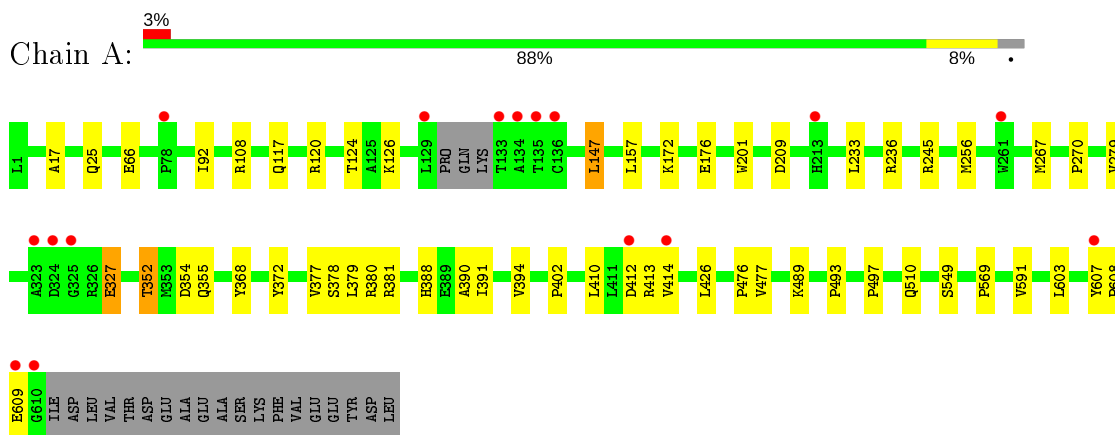 3%
Chain A:
88% 8% •
L1 A17 Q25 E66 P78 I92 R108 Q117 R120 T124 A125 K126 L129 PRO GLN LYS T133 A134 T135 C136 L147 L157 K172 E176 W201 D209 H213 L233 R236 R245 M256 W261 M267 P270
A323 D324 G325 R326 E327 T352 M353 D354 Q355 Y368 Y372 V377 S378 L379 R380 R381 H388 E389 A390 I391 V394 P402 L410 L411 D412 R413 V414 L426 P476 V477 K489 P493 P497 Q510 S549 P569 V591 L603 Y607 P608
E609 G610 ILE ASP LEU VAL THR ASP GLU ALA GLU ALA SER LYS PHE VAL GLU GLU TYR ASP LEU